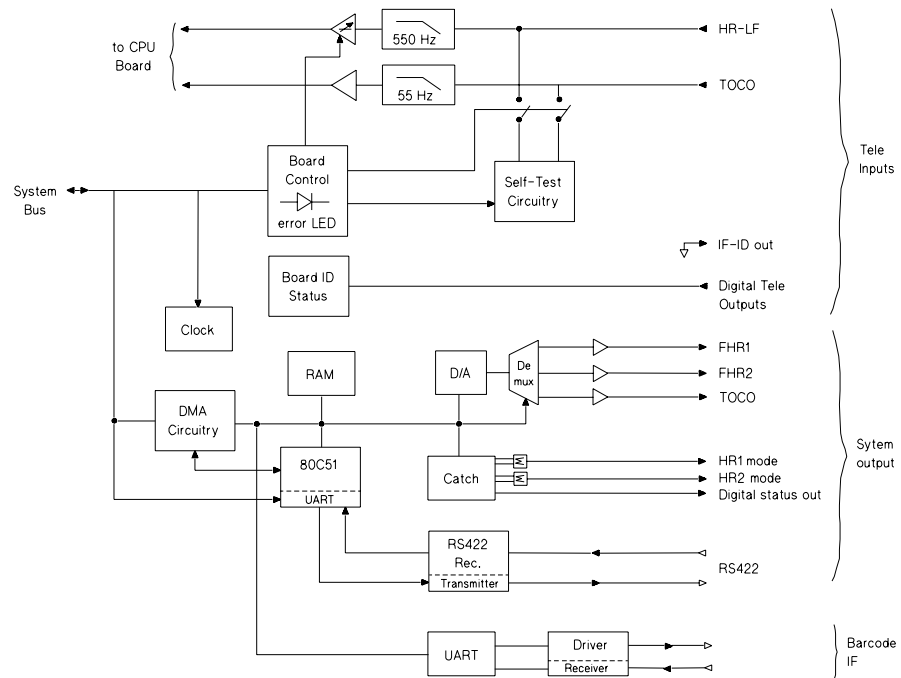 to CPU
Board
550 Hz
HR-LF
55 Hz
TOCO
Board
Control
error LED
Self-Test
Circuitry
Tele
Inputs
System
Bus
IF-ID out
Board ID
Status
Digital Tele
Outputs
Clock
RAM
D/A
De
mux
FHR1
FHR2
TOCO
DMA
Circuitry
80C51
UART
Catch
HR1 mode
HR2 mode
Digital status out
Sytem
output
RS422
Rec.
Transmitter
RS422
UART
Driver
Receiver
Barcode
IF